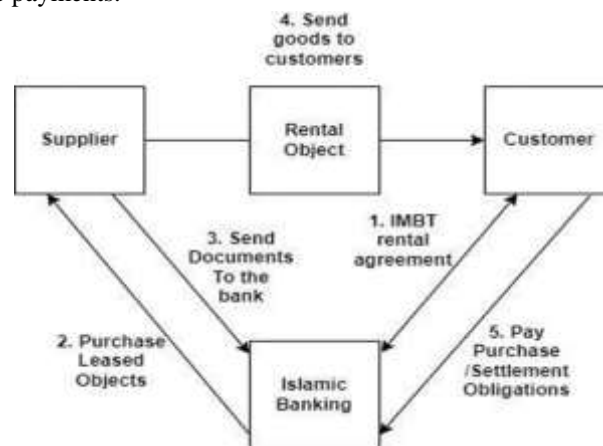 payments.
4. Send
goods to
customers
Supplier
Rental
Object
Customer
3. Send
Documents
To the
bank
1. IMBT
rental
agreement
2. Purchase
Leased
Objects
Islamic
Banking
5. Pay
Purchase
/Settlement
Obligations